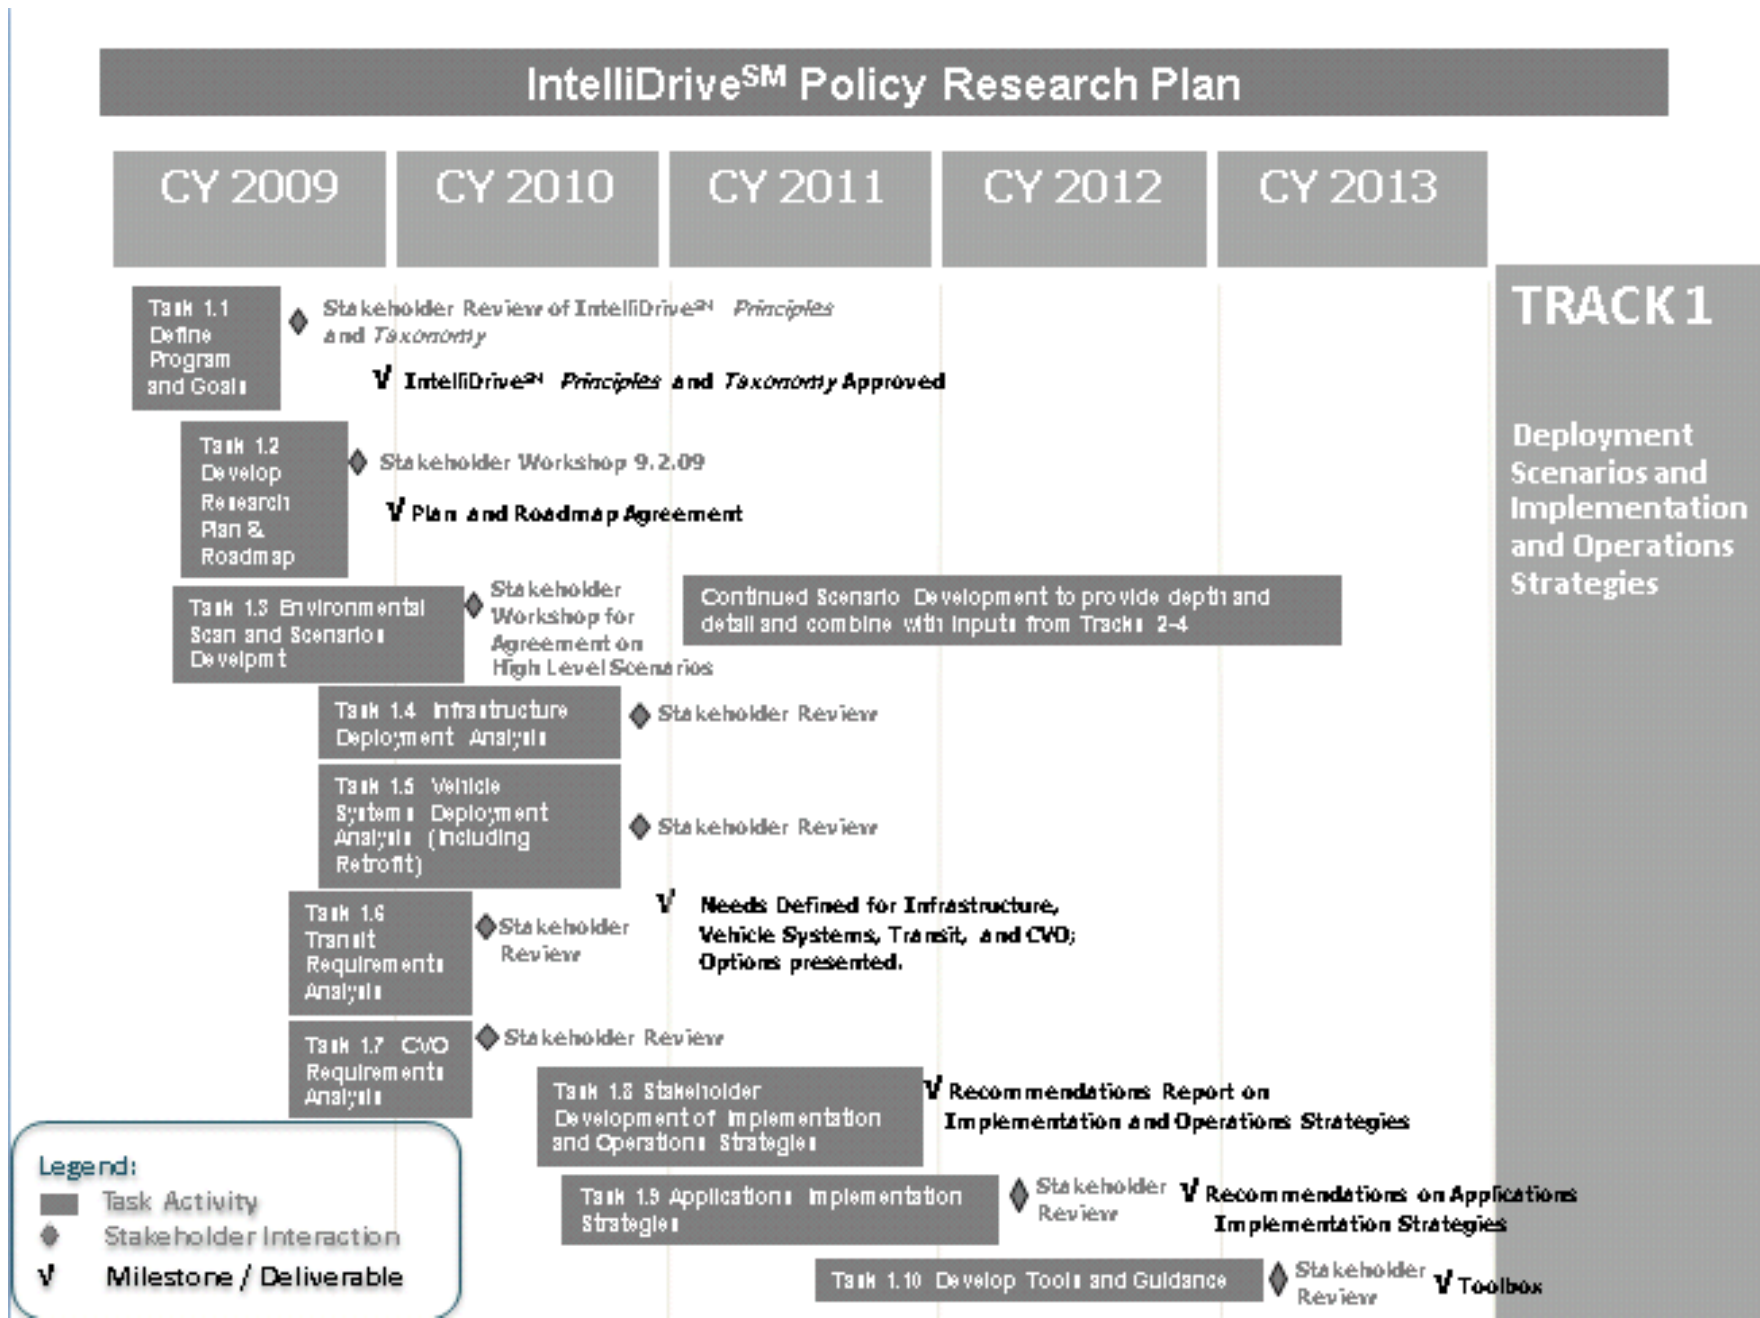 IntelliDrive℠ Policy Research Plan
CY 2009
CY 2010
CY 2011
CY 2012
CY 2013
TRACK 1
Deployment
Scenarios and
Implementation
and Operations
Strategies
Task 1.1
Define
Program
and Goals
Stakeholder Review of IntelliDrive℠ Principles
and Taxonomy
√ IntelliDrive℠ Principles and Taxonomy Approved
Task 1.2
Develop
Research
Plan &
Roadmap
Stakeholder Workshop 9.2.09
√ Plan and Roadmap Agreement
Task 1.3 Environmental
Scan and Scenarios
Develpmt
Stakeholder
Workshop for
Agreement on
High Level Scenarios
Continued Scenario Development to provide depth and
detail and combine with inputs from Tracks 2-4
Task 1.4 Infrastructure
Deployment Analysis
Stakeholder Review
Task 1.5 Vehicle
Systems Deployment
Analysis (Including
Retrofit)
Stakeholder Review
Task 1.6
Transit
Requirements
Analysis
Stakeholder
Review
√ Needs Defined for Infrastructure,
Vehicle Systems, Transit, and CVO;
Options presented.
Task 1.7 CVO
Requirements
Analysis
Stakeholder Review
Task 1.8 Stakeholder
Development of Implementation
and Operations Strategies
√ Recommendations Report on
Implementation and Operations Strategies
Task 1.9 Applications Implementation
Strategies
Stakeholder
Review
√ Recommendations on Applications
Implementation Strategies
Task 1.10 Develop Tools and Guidance
Stakeholder
Review
√ Toolbox
Legend:
Task Activity
Stakeholder Interaction
√ Milestone / Deliverable